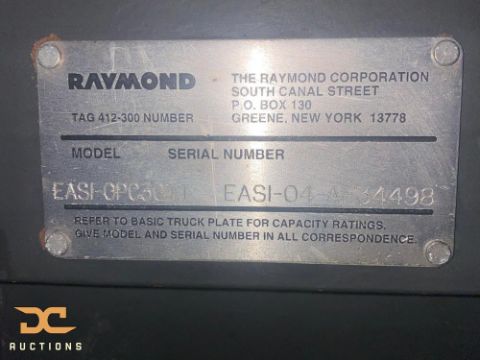 RAYMOND
THE RAYMOND CORPORATION
SOUTH CANAL STREET
P.O. BOX 130
TAG 412-300 NUMBER GREENE, NEW YORK 13778
MODEL SERIAL NUMBER
REFER TO BASIC TRUCK PLATE FOR CAPACITY RATINGS.
GIVE MODEL AND SERIAL NUMBER IN ALL CORRESPONDENCE.
DC
AUCTIONS